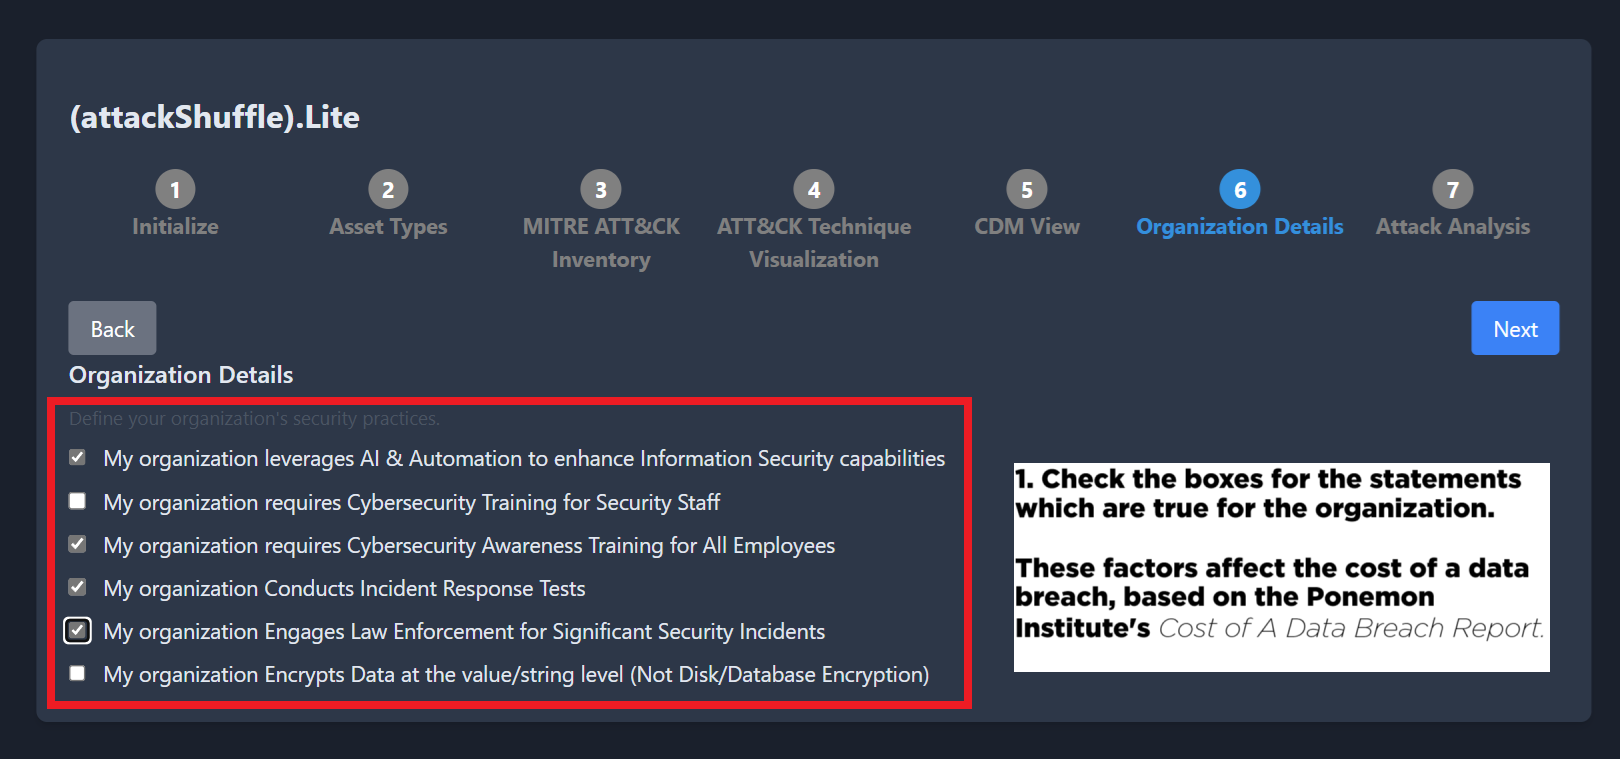 (attackShuffle).Lite
1
2
3
4
5
6
7
Initialize
Asset Types
MITRE ATT&CK
Inventory
ATT&CK Technique
Visualization
CDM View
Organization Details
Attack Analysis
Back
Next
Organization Details
Define your organization's security practices.
My organization leverages AI & Automation to enhance Information Security capabilities
My organization requires Cybersecurity Training for Security Staff
My organization requires Cybersecurity Awareness Training for All Employees
My organization Conducts Incident Response Tests
My organization Engages Law Enforcement for Significant Security Incidents
My organization Encrypts Data at the value/string level (Not Disk/Database Encryption)
1. Check the boxes for the statements
which are true for the organization.
These factors affect the cost of a data
breach, based on the Ponemon
Institute's Cost of A Data Breach Report.